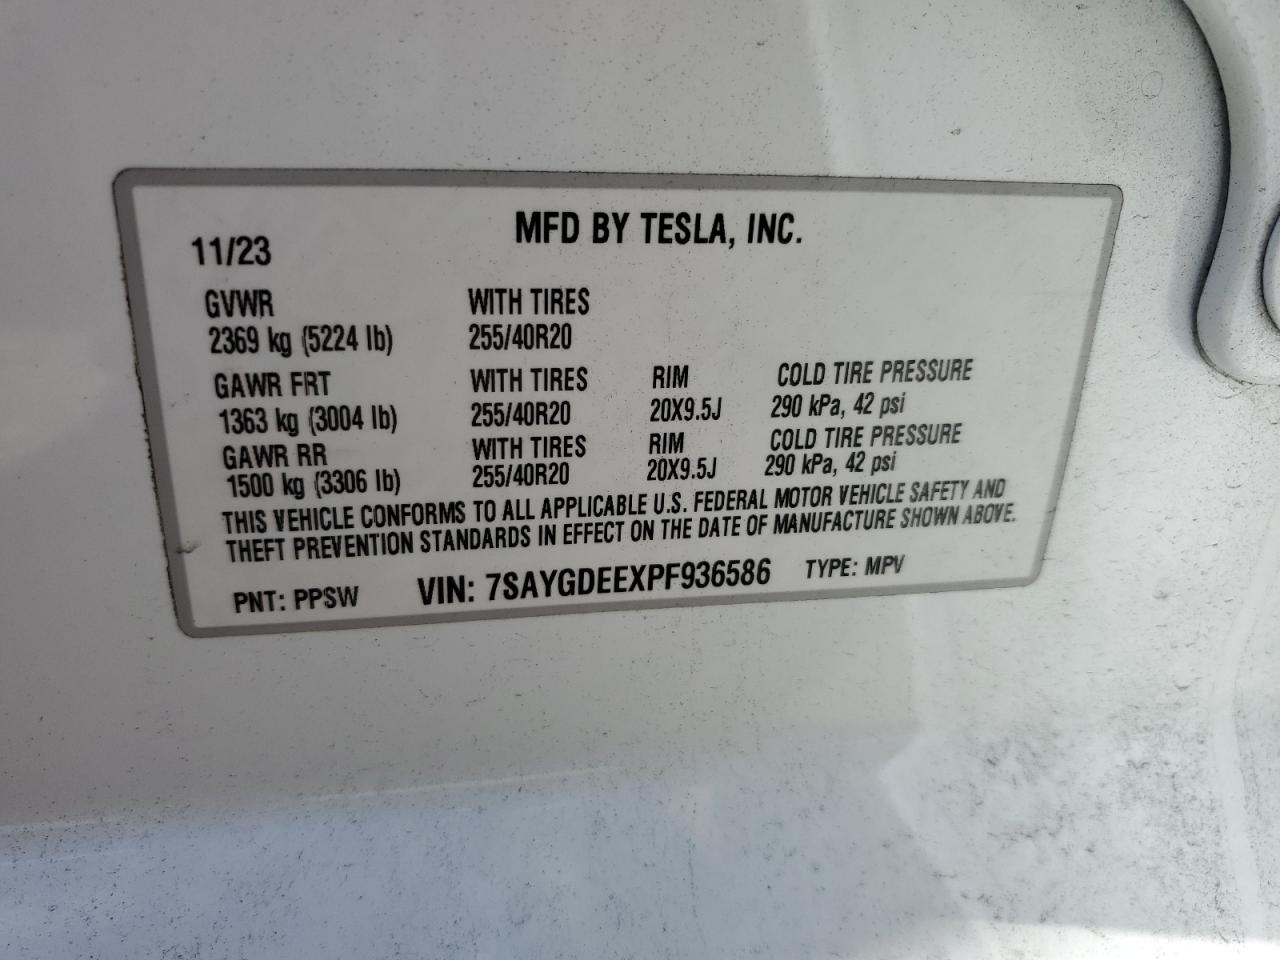 MFD BY TESLA, INC.
11/23
GVWR WITH TIRES
2369 kg (5224 lb) 255/40R20
GAWR FRT WITH TIRES RIM COLD TIRE PRESSURE
1363 kg (3004 lb) 255/40R20 20X9.5J 290 kPa, 42 psi
GAWR RR WITH TIRES RIM COLD TIRE PRESSURE
1500 kg (3306 lb) 255/40R20 20X9.5J 290 kPa, 42 psi
THIS VEHICLE CONFORMS TO ALL APPLICABLE U.S. FEDERAL MOTOR VEHICLE SAFETY AND
THEFT PREVENTION STANDARDS IN EFFECT ON THE DATE OF MANUFACTURE SHOWN ABOVE.
PNT: PPSW VIN: 7SAYGDEEXPF936586 TYPE: MPV